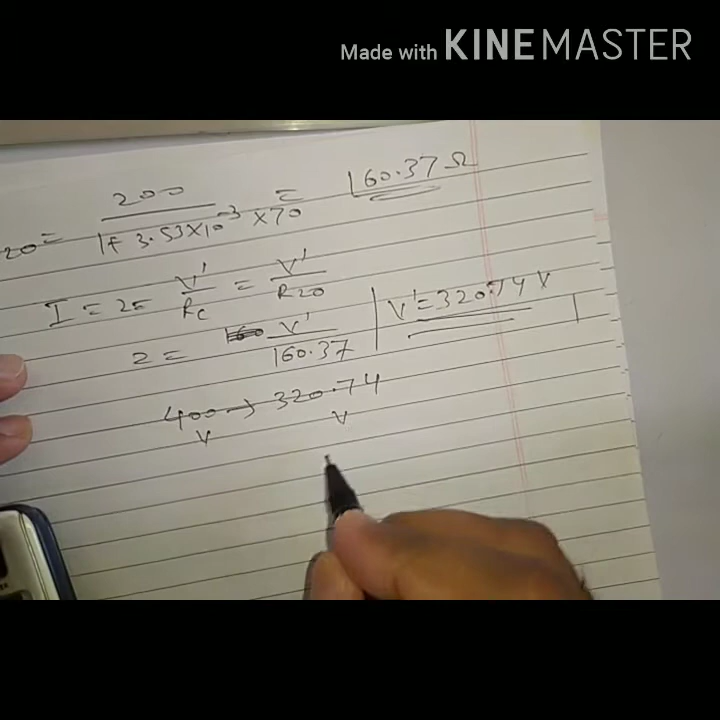 Made with KINEMASTER
20 = 200 / 1+ 3.53×10⁻³ ×70 = 160.37 Ω
I = 2 = V' / Rc = V' / R20
2 = V' / 160.37 | V' = 320.74 V
400 → 320.74
V V